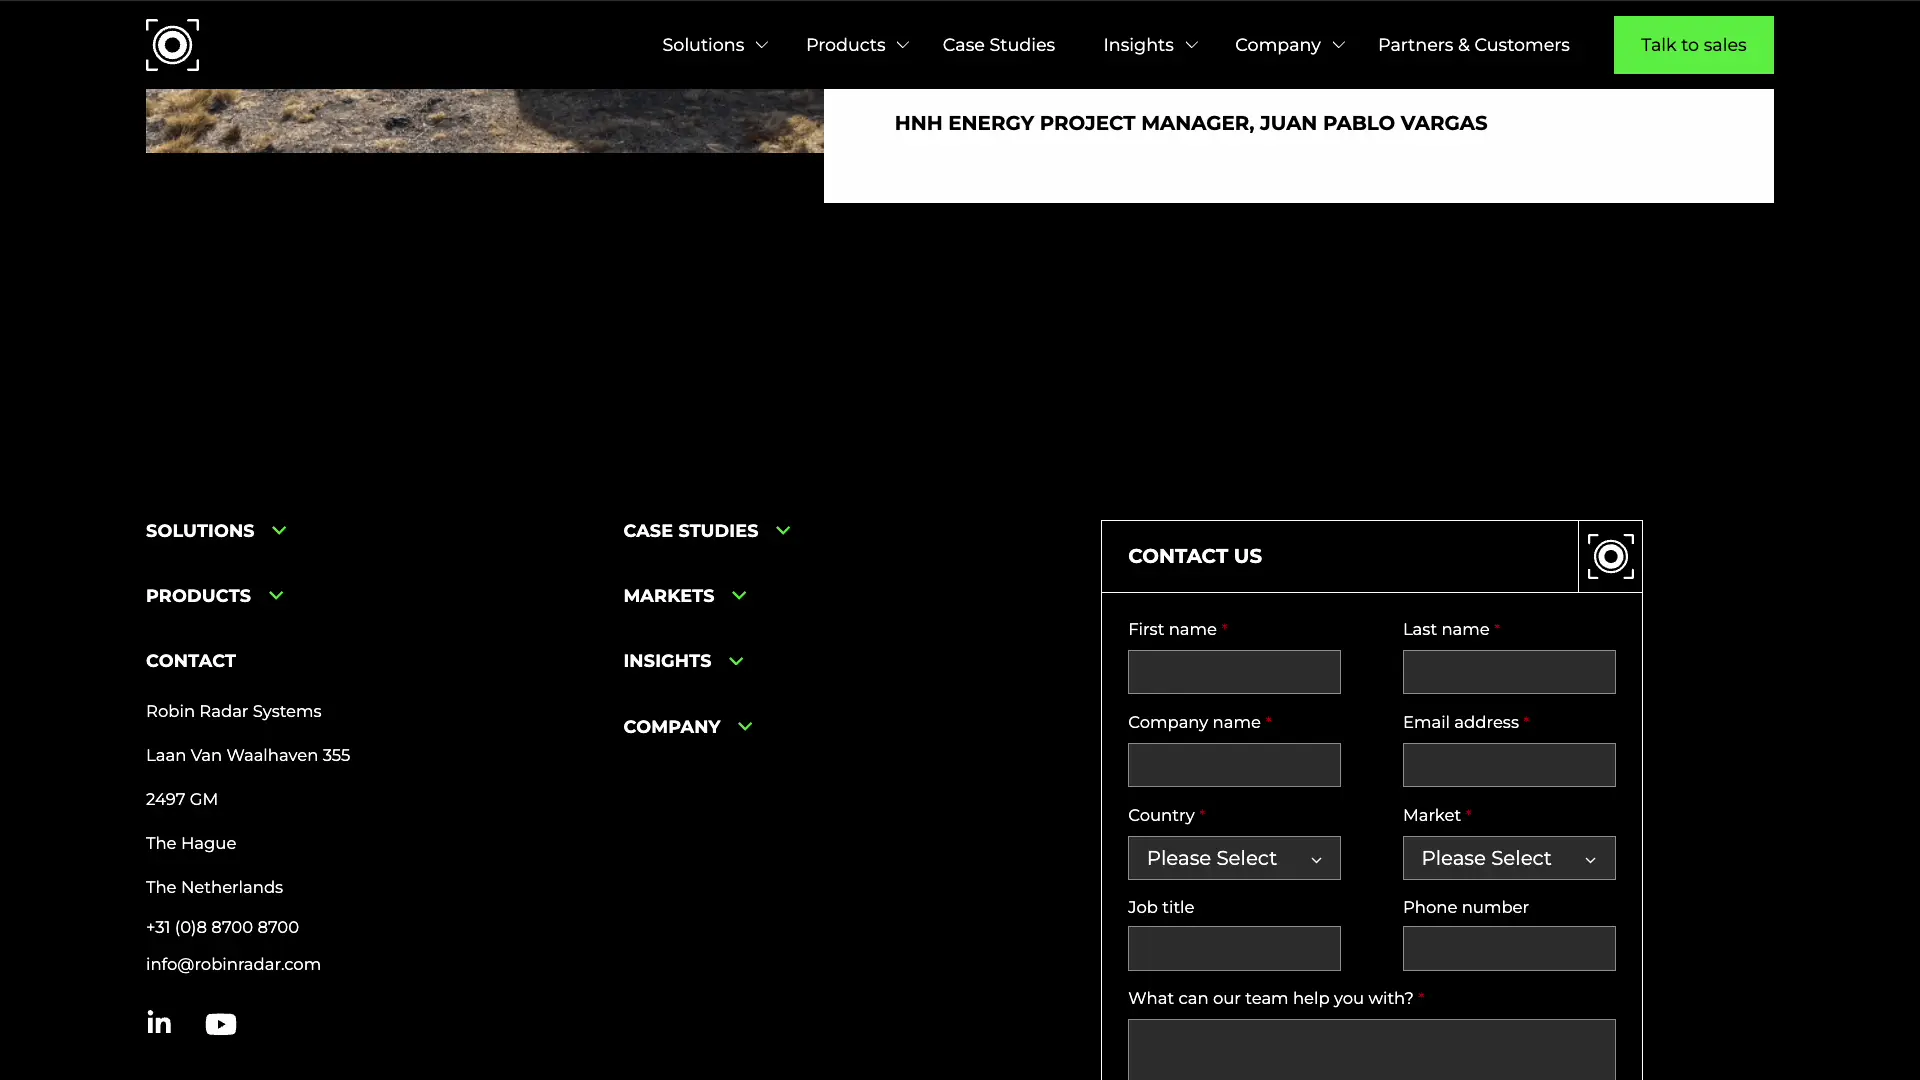 Solutions
Products
Case Studies
Insights
Company
Partners & Customers
Talk to sales
HNH ENERGY PROJECT MANAGER, JUAN PABLO VARGAS
SOLUTIONS
PRODUCTS
CONTACT
Robin Radar Systems
Laan Van Waalhaven 355
2497 GM
The Hague
The Netherlands
+31 (0)8 8700 8700
info@robinradar.com
in
CASE STUDIES
MARKETS
INSIGHTS
COMPANY
CONTACT US
First name *
Last name *
Company name *
Email address *
Country *
Market *
Please Select
Please Select
Job title
Phone number
What can our team help you with? *